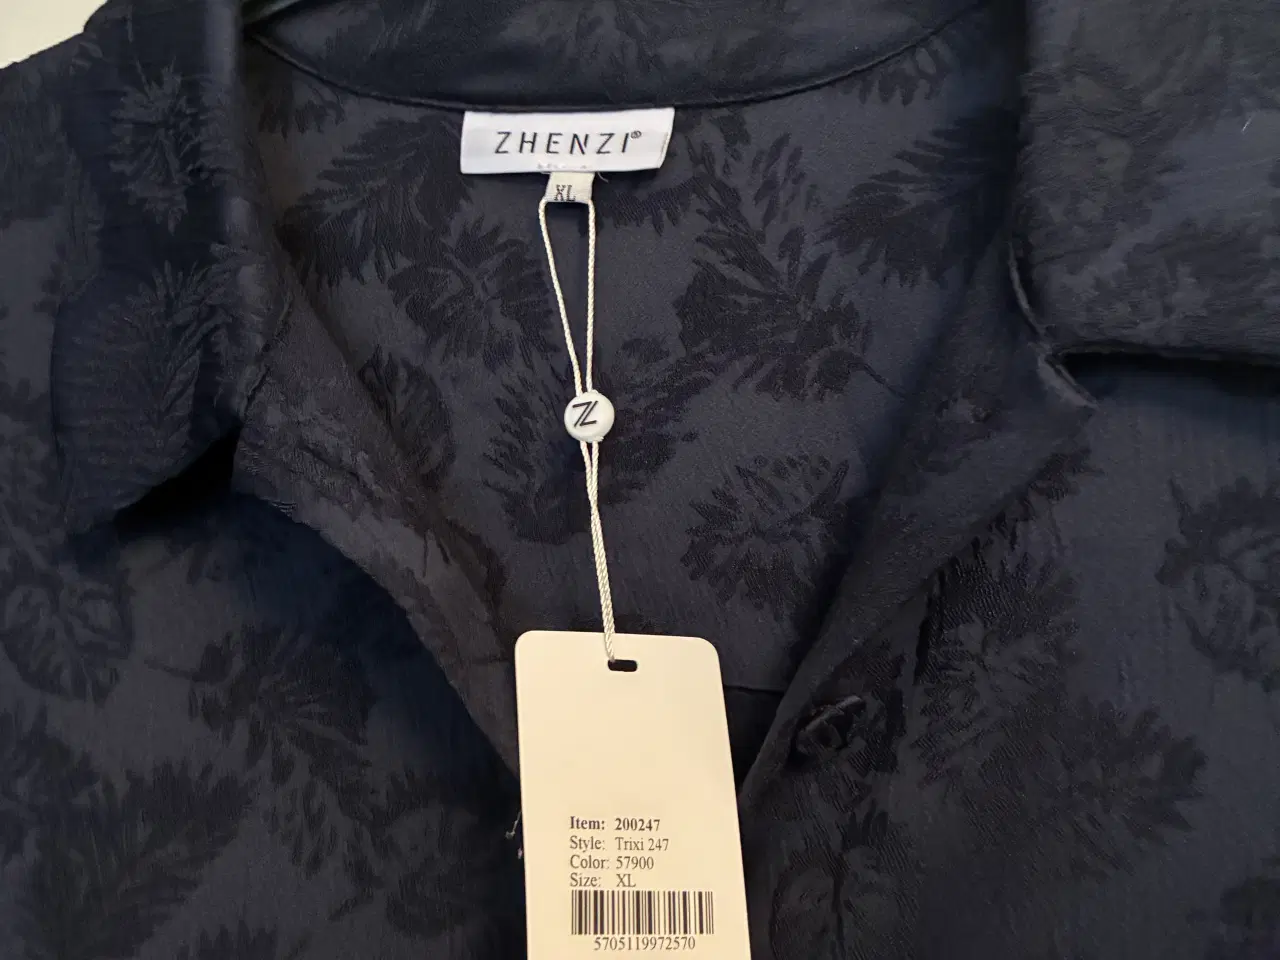 ZHENZI®
XL
Z
Item: 200247
Style: Trixi 247
Color: 57900
Size: XL
5705119972570